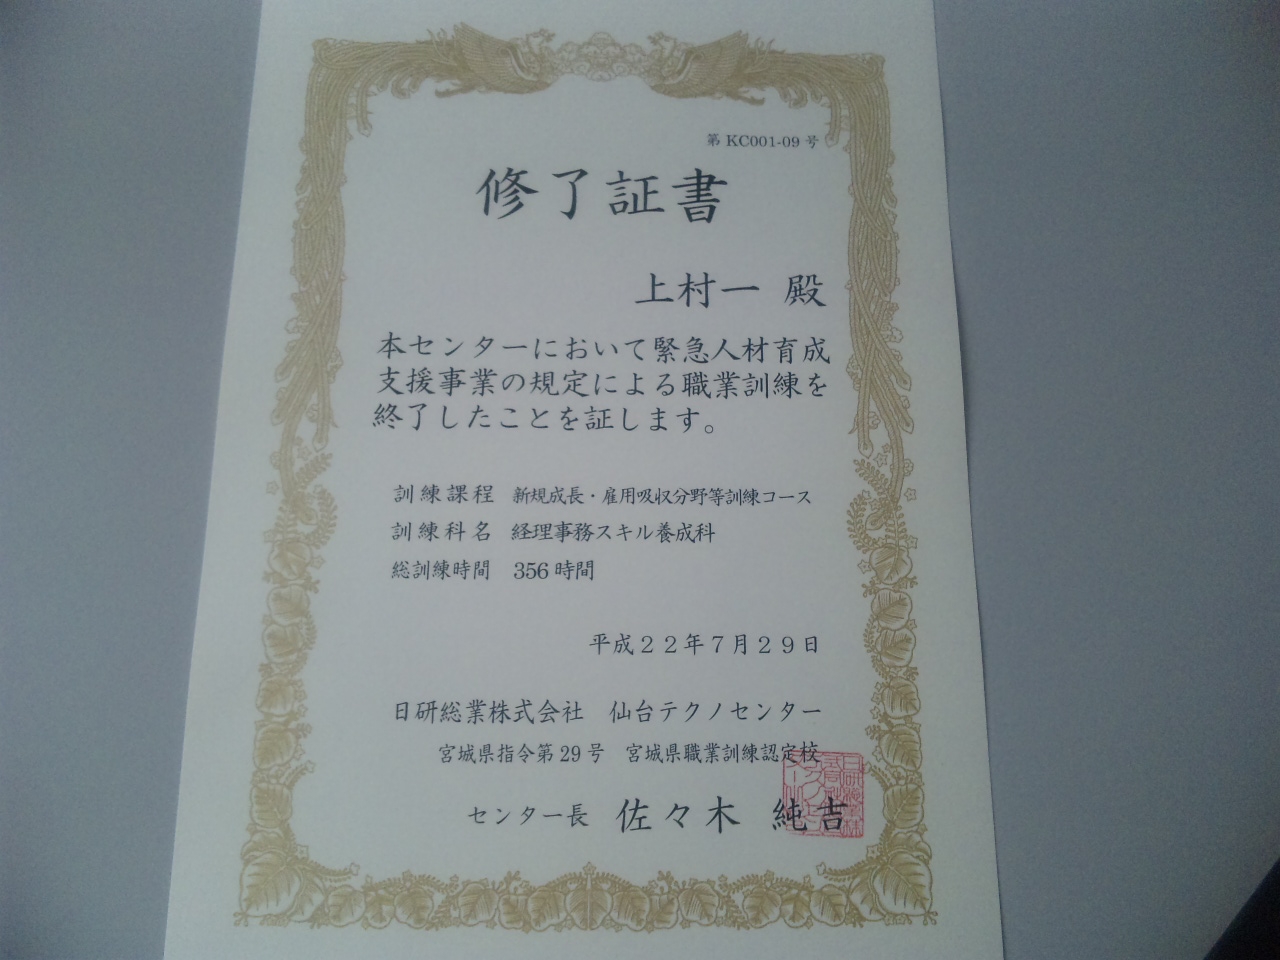 第 KC001-09 号
修了証書
上村一 殿
本センターにおいて緊急人材育成
支援事業の規定による職業訓練を
終了したことを証します。
訓練課程 新規成長・雇用吸収分野等訓練コース
訓練科名 経理事務スキル養成科
総訓練時間 356 時間
平成22年7月29日
日研総業株式会社 仙台テクノセンター
宮城県指令第 29 号 宮城県職業訓練認定校
センター長 佐々木 純吉